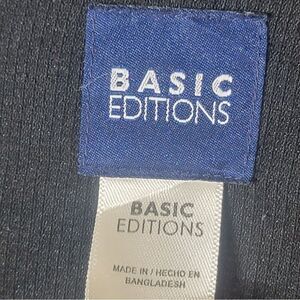 BASIC
EDITIONS
BASIC
EDITIONS
MADE IN / HECHO EN
BANGLADESH